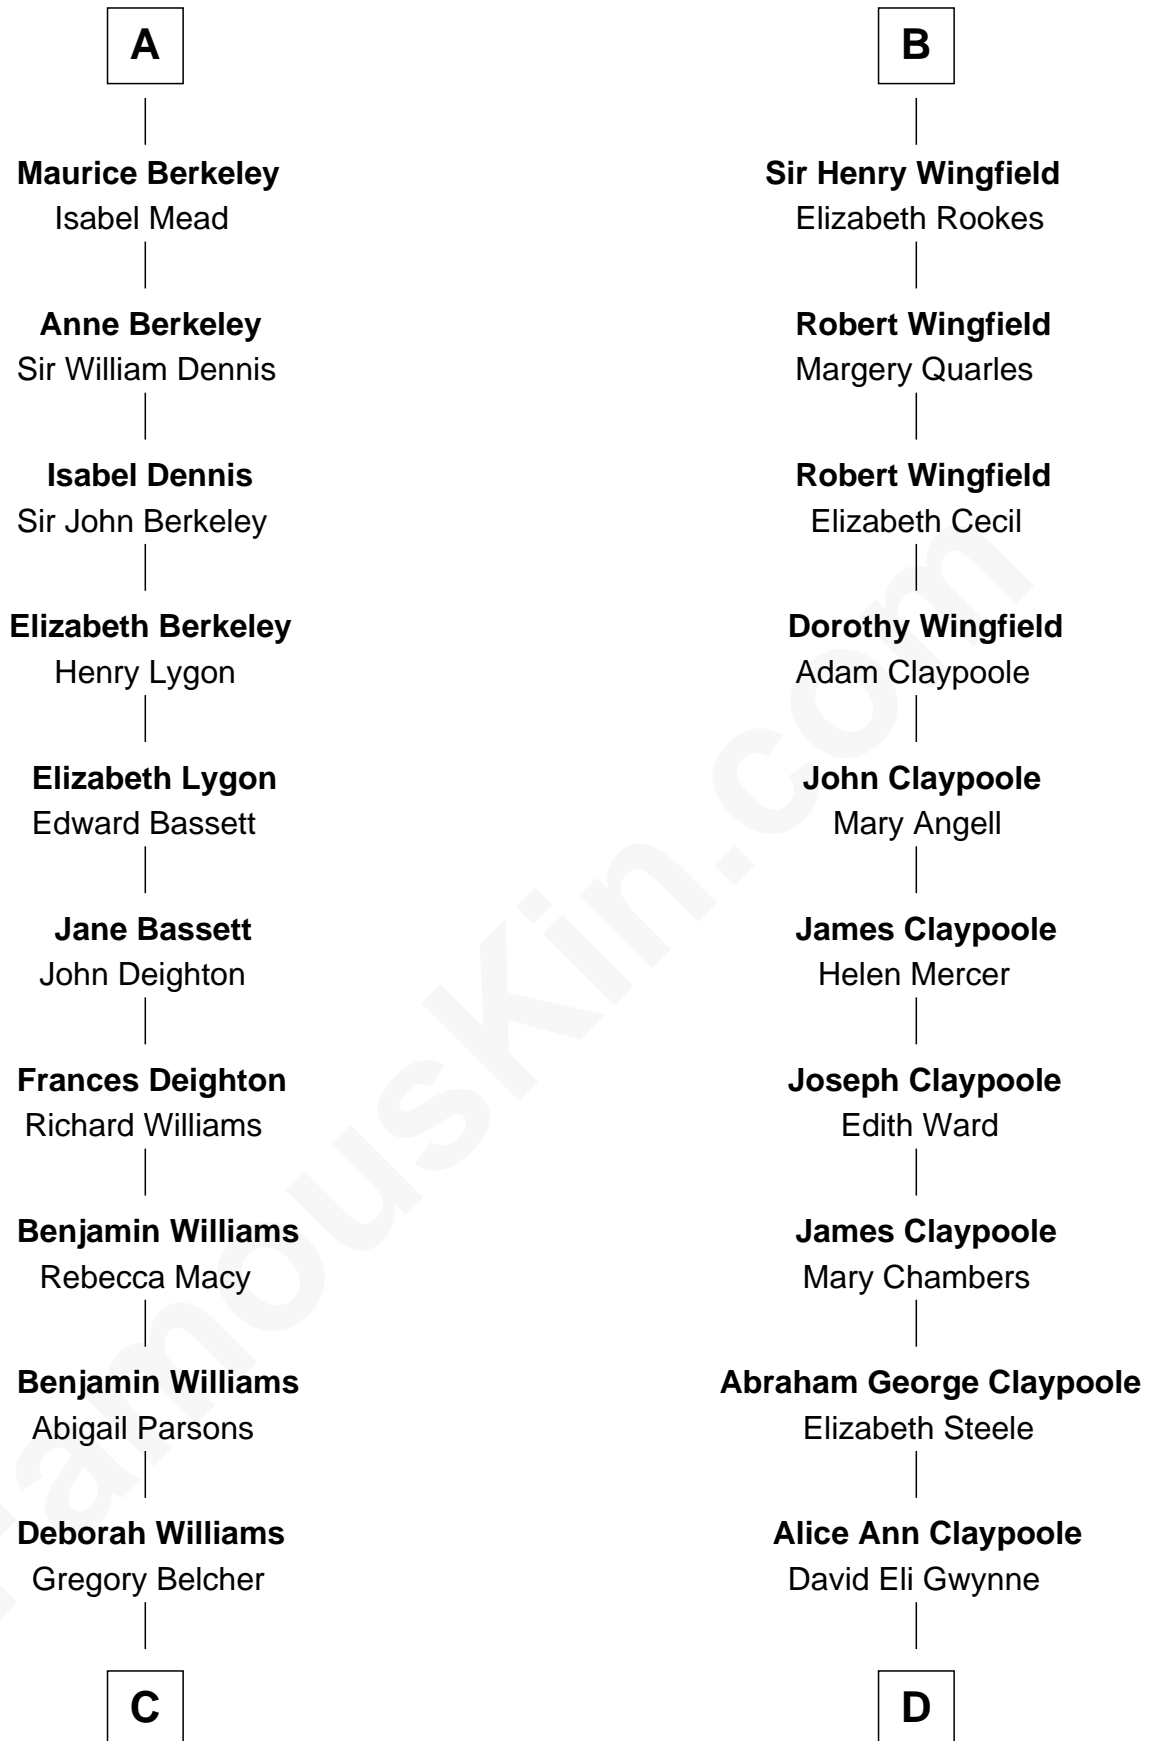 A
Maurice Berkeley
Isabel Mead
Anne Berkeley
Sir William Dennis
Isabel Dennis
Sir John Berkeley
Elizabeth Berkeley
Henry Lygon
Elizabeth Lygon
Edward Bassett
Jane Bassett
John Deighton
Frances Deighton
Richard Williams
Benjamin Williams
Rebecca Macy
Benjamin Williams
Abigail Parsons
Deborah Williams
Gregory Belcher
C
B
Sir Henry Wingfield
Elizabeth Rookes
Robert Wingfield
Margery Quarles
Robert Wingfield
Elizabeth Cecil
Dorothy Wingfield
Adam Claypoole
John Claypoole
Mary Angell
James Claypoole
Helen Mercer
Joseph Claypoole
Edith Ward
James Claypoole
Mary Chambers
Abraham George Claypoole
Elizabeth Steele
Alice Ann Claypoole
David Eli Gwynne
D
FamousKin.com